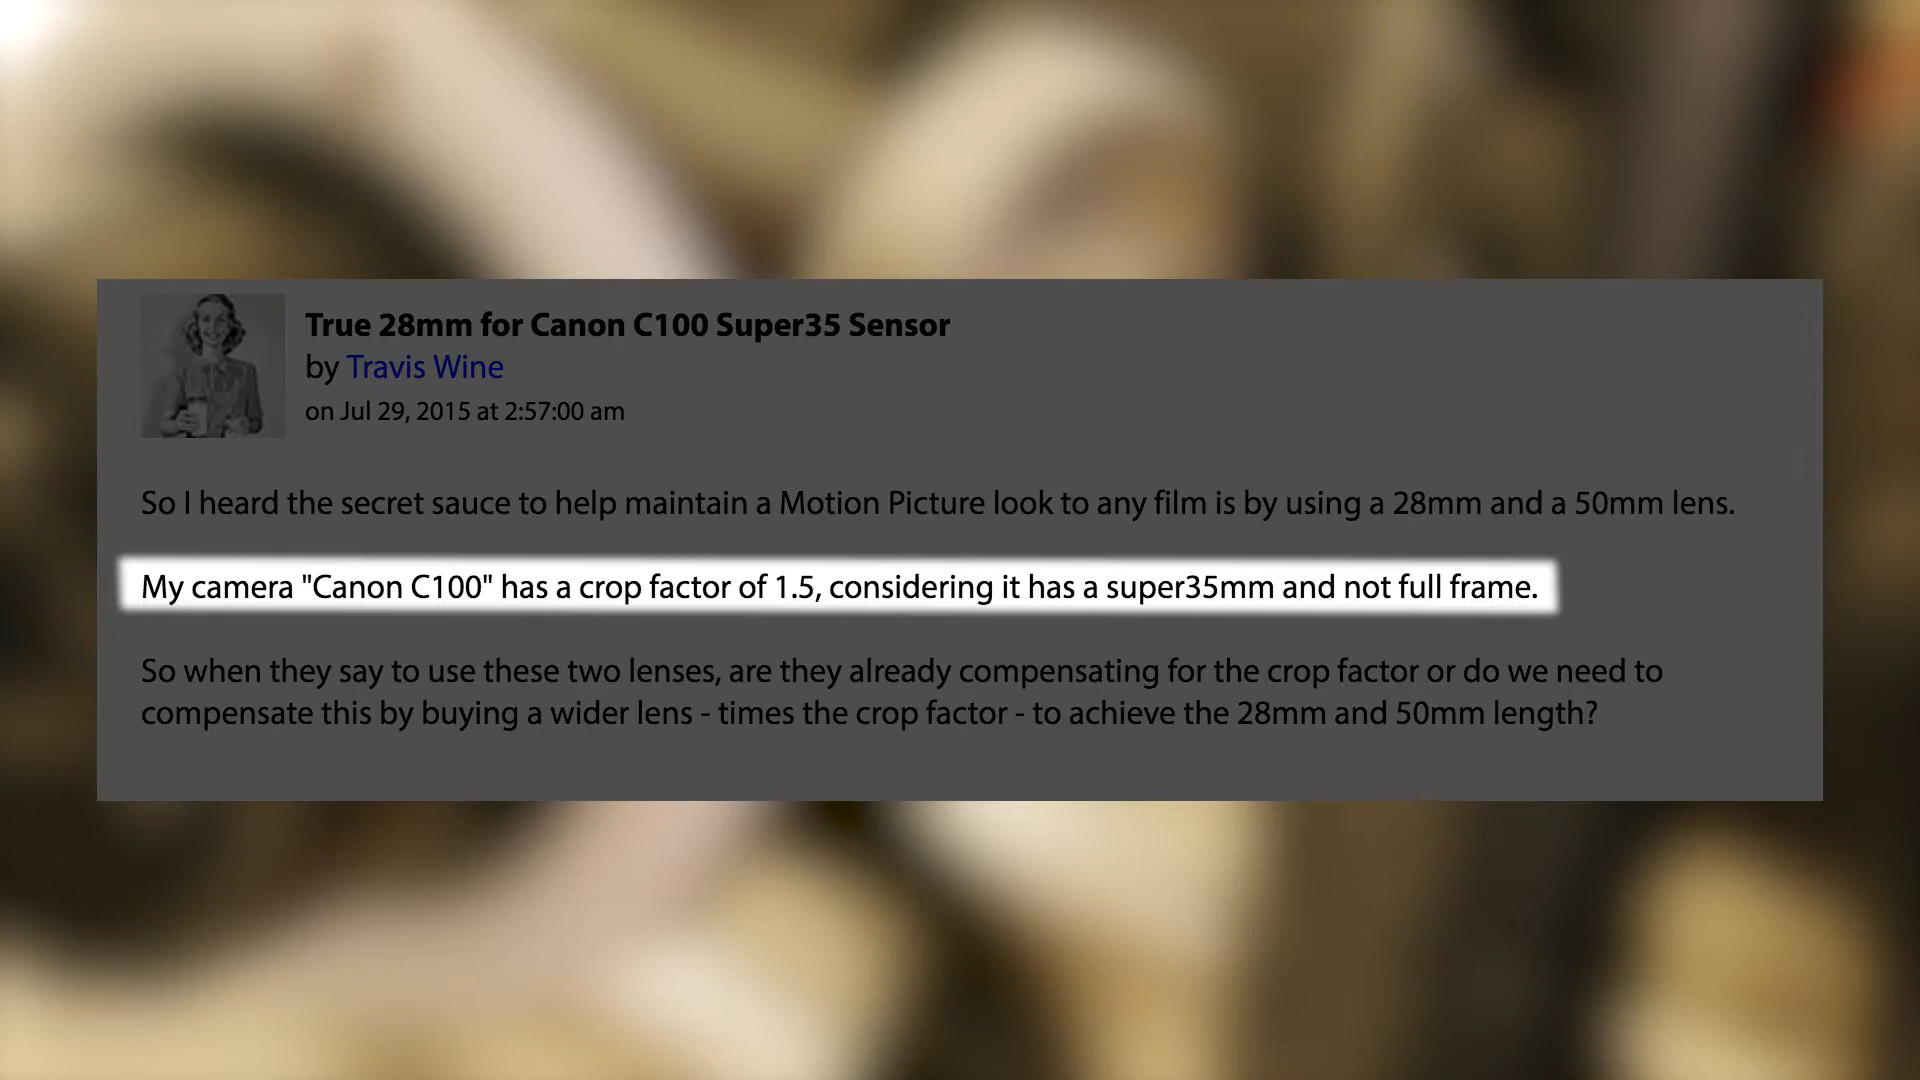 True 28mm for Canon C100 Super35 Sensor
by Travis Wine
on Jul 29, 2015 at 2:57:00 am
So I heard the secret sauce to help maintain a Motion Picture look to any film is by using a 28mm and a 50mm lens.
My camera "Canon C100" has a crop factor of 1.5, considering it has a super35mm and not full frame.
So when they say to use these two lenses, are they already compensating for the crop factor or do we need to
compensate this by buying a wider lens - times the crop factor - to achieve the 28mm and 50mm length?